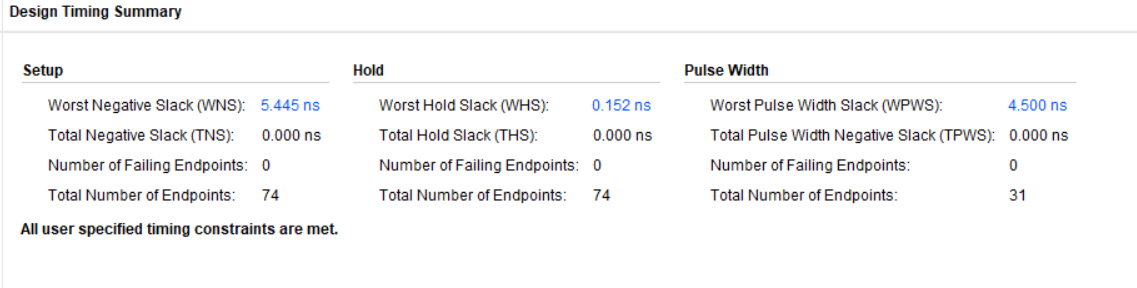 Design Timing Summary
Setup Hold Pulse Width
Worst Negative Slack (WNS): 5.445 ns Worst Hold Slack (WHS): 0.152 ns Worst Pulse Width Slack (WPWS): 4.500 ns
Total Negative Slack (TNS): 0.000 ns Total Hold Slack (THS): 0.000 ns Total Pulse Width Negative Slack (TPWS): 0.000 ns
Number of Failing Endpoints: 0 Number of Failing Endpoints: 0 Number of Failing Endpoints: 0
Total Number of Endpoints: 74 Total Number of Endpoints: 74 Total Number of Endpoints: 31
All user specified timing constraints are met.